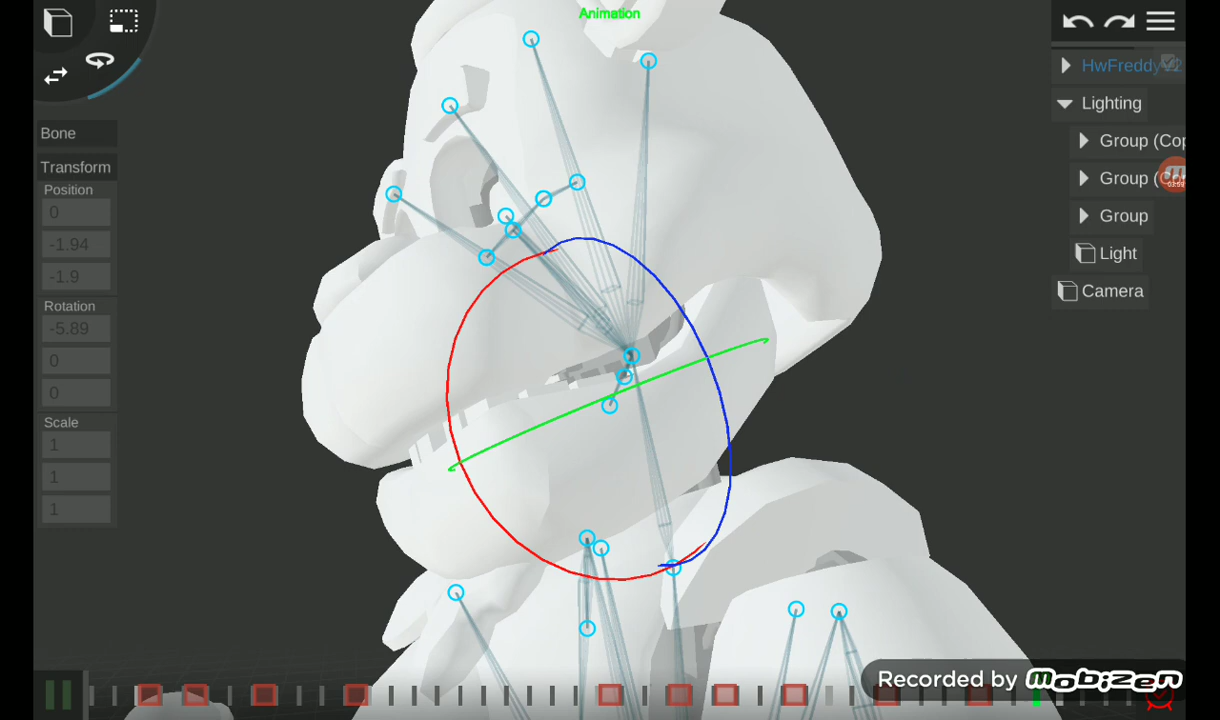 Animation
Bone
Transform
Position
0
-1.94
-1.9
Rotation
-5.89
0
0
Scale
1
1
1
Lighting
Group (Cop
Group
Group
Light
Camera
Recorded by mobizen